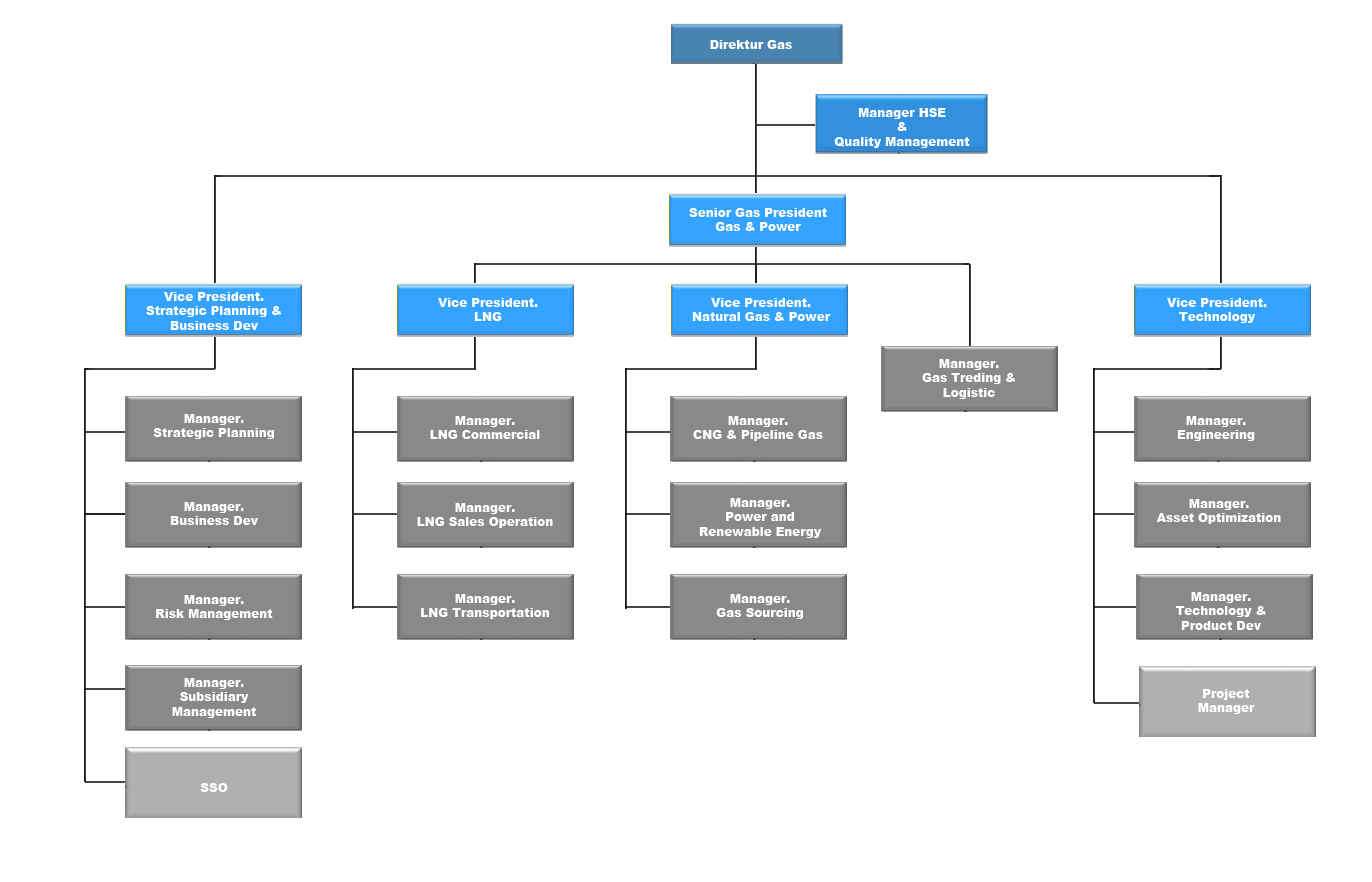 Direktur Gas
Manager HSE
&
Quality Management
Senior Gas President
Gas & Power
Vice President.
Strategic Planning &
Business Dev
Vice President.
LNG
Vice President.
Natural Gas & Power
Vice President.
Technology
Manager.
Gas Treding &
Logistic
Manager.
Strategic Planning
Manager.
LNG Commercial
Manager.
CNG & Pipeline Gas
Manager.
Engineering
Manager.
Business Dev
Manager.
LNG Sales Operation
Manager.
Power and
Renewable Energy
Manager.
Asset Optimization
Manager.
Risk Management
Manager.
LNG Transportation
Manager.
Gas Sourcing
Manager.
Technology &
Product Dev
Manager.
Subsidiary
Management
Project
Manager
SSO